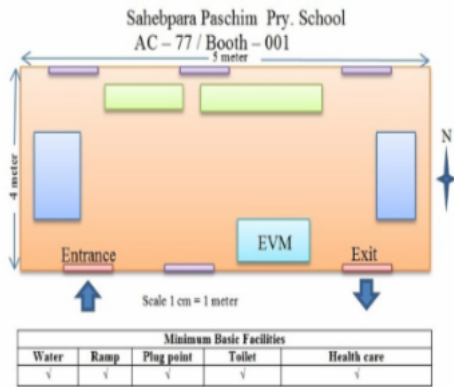 Sahebpara Paschim Pry. School
AC – 77 / Booth – 001
5 meter
4 meter
N
EVM
Entrance
Exit
Scale 1 cm = 1 meter
Minimum Basic Facilities
Water Ramp Plug point Toilet Health care
√ √ √ √ √